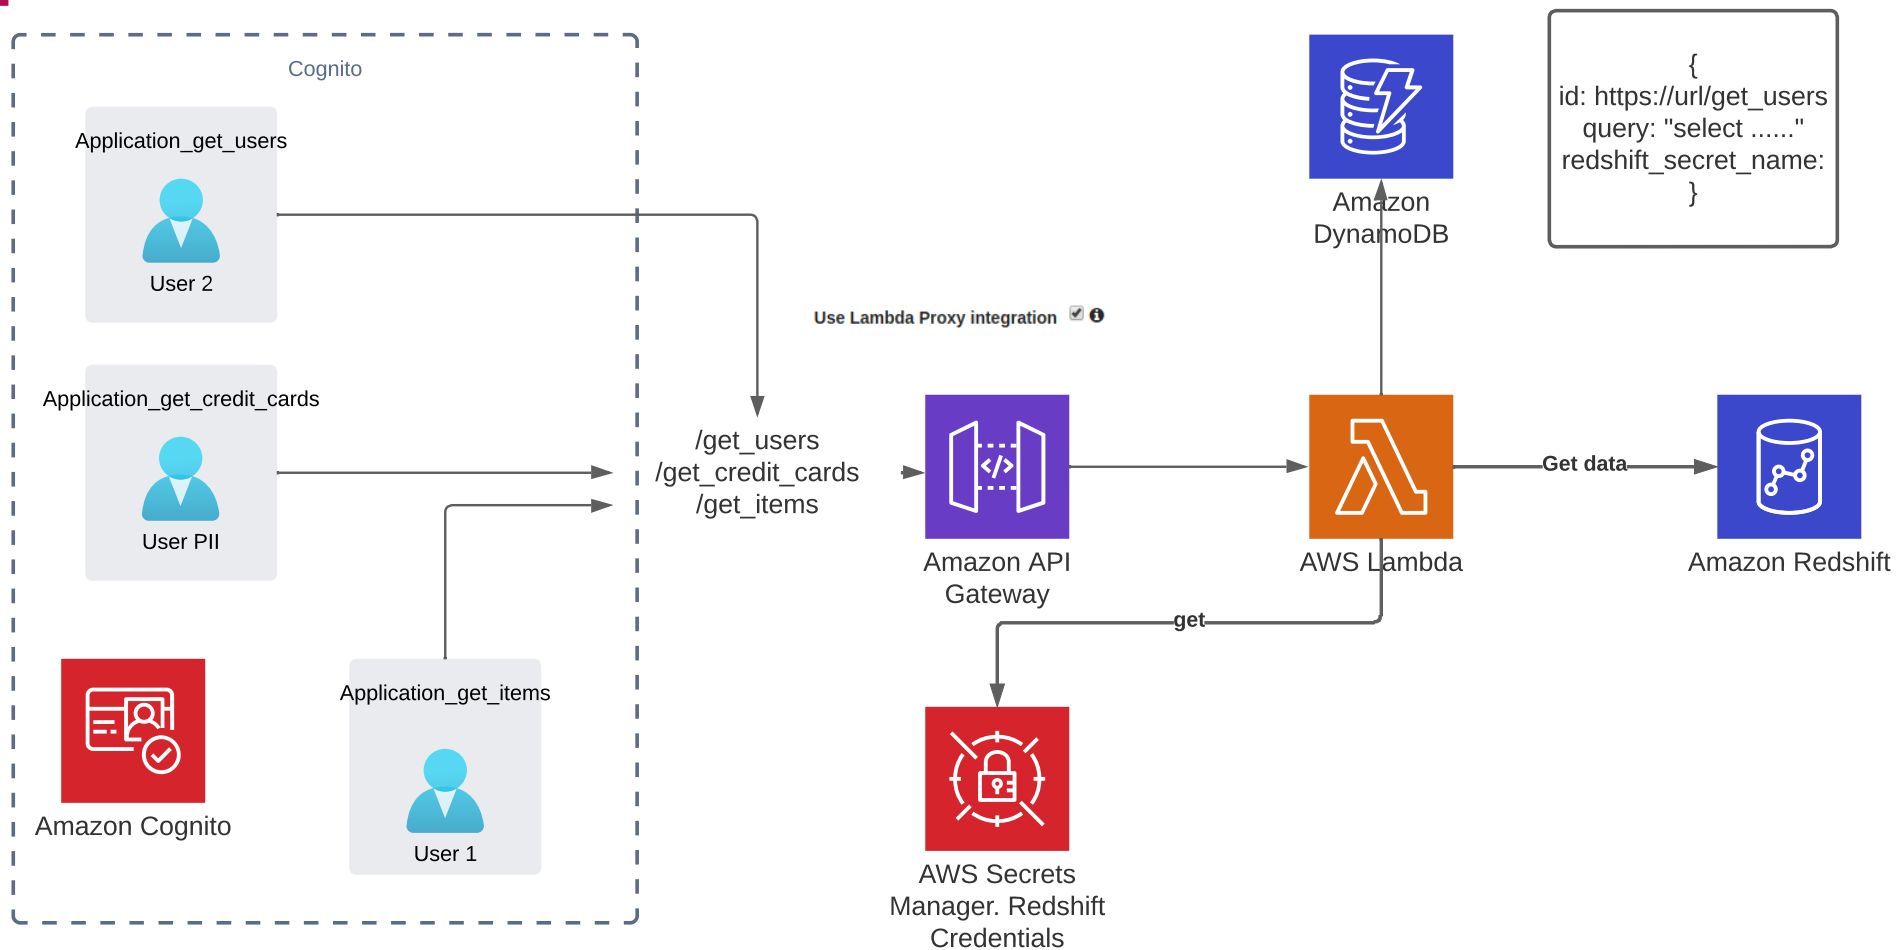 Cognito
Application_get_users
User 2
Application_get_credit_cards
User PII
Amazon Cognito
Application_get_items
User 1
/get_users
/get_credit_cards
/get_items
Use Lambda Proxy integration
Amazon API
Gateway
Amazon
DynamoDB
{
id: https://url/get_users
query: "select ......"
redshift_secret_name:
}
AWS Lambda
Get data
Amazon Redshift
get
AWS Secrets
Manager. Redshift
Credentials